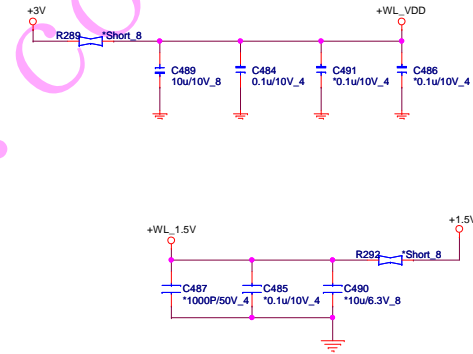 +3V
+WL_VDD
R289
*Short_8
C489
10u/10V_8
C484
0.1u/10V_4
C491
*0.1u/10V_4
C486
*0.1u/10V_4
+WL_1.5V
+1.5V
R292
*Short_8
C487
*1000P/50V_4
C485
*0.1u/10V_4
C490
*10u/6.3V_8